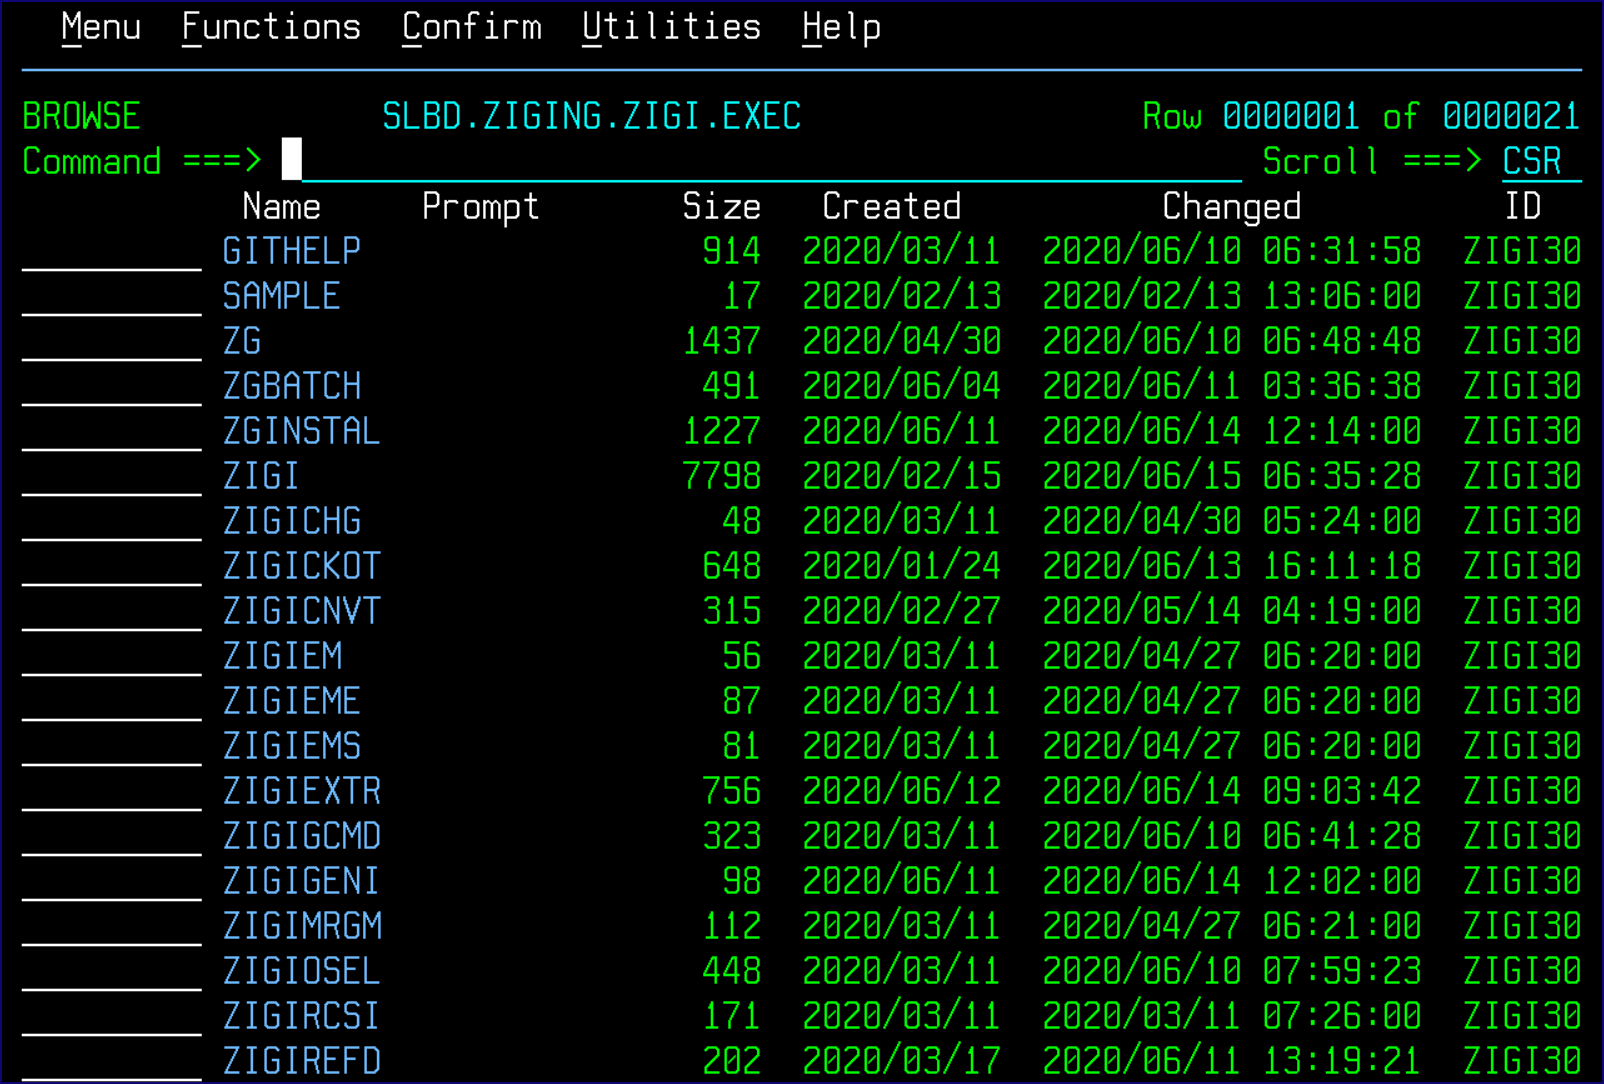 Menu Functions Confirm Utilities Help
BROWSE SLBD.ZIGING.ZIGI.EXEC Row 0000001 of 0000021
Command ===> Scroll ===> CSR
Name Prompt Size Created Changed ID
GITHELP 914 2020/03/11 2020/06/10 06:31:58 ZIGI30
SAMPLE 17 2020/02/13 2020/02/13 13:06:00 ZIGI30
ZG 1437 2020/04/30 2020/06/10 06:48:48 ZIGI30
ZGBATCH 491 2020/06/04 2020/06/11 03:36:38 ZIGI30
ZGINSTAL 1227 2020/06/11 2020/06/14 12:14:00 ZIGI30
ZIGI 7798 2020/02/15 2020/06/15 06:35:28 ZIGI30
ZIGICHG 48 2020/03/11 2020/04/30 05:24:00 ZIGI30
ZIGICKOT 648 2020/01/24 2020/06/13 16:11:18 ZIGI30
ZIGICNVT 315 2020/02/27 2020/05/14 04:19:00 ZIGI30
ZIGIEM 56 2020/03/11 2020/04/27 06:20:00 ZIGI30
ZIGIEME 87 2020/03/11 2020/04/27 06:20:00 ZIGI30
ZIGIEMS 81 2020/03/11 2020/04/27 06:20:00 ZIGI30
ZIGIEXTR 756 2020/06/12 2020/06/14 09:03:42 ZIGI30
ZIGIGCMD 323 2020/03/11 2020/06/10 06:41:28 ZIGI30
ZIGIGENI 98 2020/06/11 2020/06/14 12:02:00 ZIGI30
ZIGIMRGM 112 2020/03/11 2020/04/27 06:21:00 ZIGI30
ZIGIOSEL 448 2020/03/11 2020/06/10 07:59:23 ZIGI30
ZIGIRCSI 171 2020/03/11 2020/03/11 07:26:00 ZIGI30
ZIGIREFD 202 2020/03/17 2020/06/11 13:19:21 ZIGI30